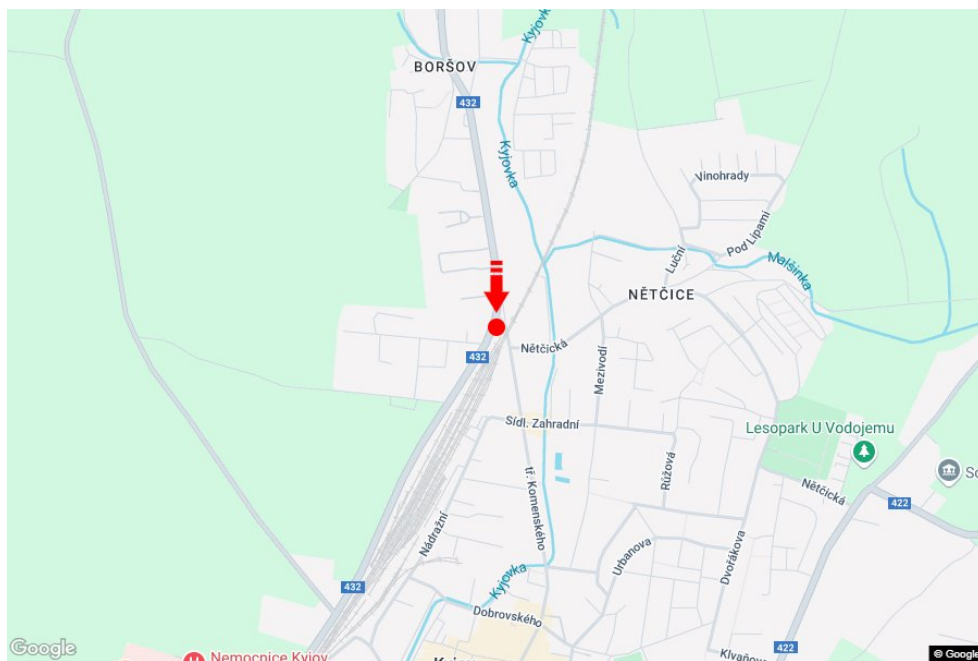 Kyjovka
BORŠOV
432
Kyjovka
Vinohrady
Pod Lipami
Luční
Malšinka
NĚTČICE
Nětčická
432
Mezivodí
Sídl. Zahradní
Lesopark U Vodojemu
Růžová
tř. Komenského
Nětčická
422
Nádražní
Dvořákova
Urbanova
432
Kyjovka
Dobrovského
422
Klvaňova
Nemocnice Kyjov
Google
© Google